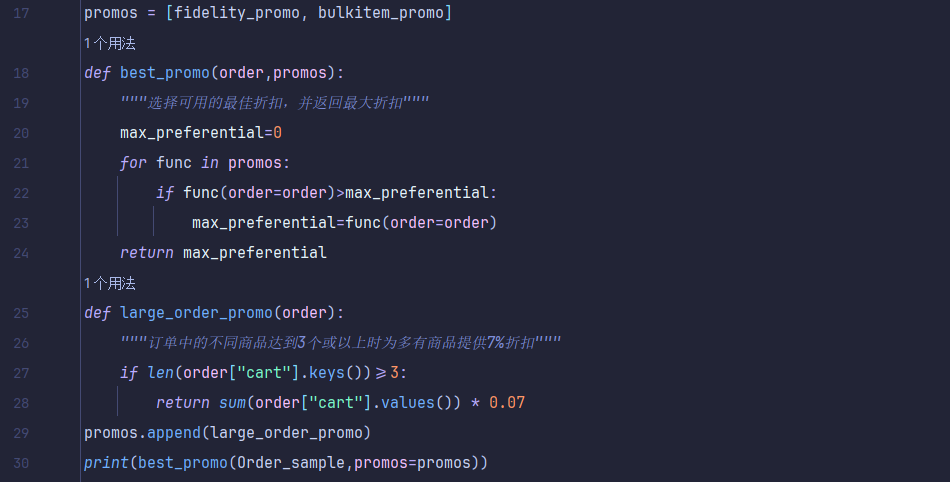 17 promos = [fidelity_promo, bulkitem_promo]
1个用法
18 def best_promo(order,promos):
19 """选择可用的最佳折扣，并返回最大折扣"""
20 max_preferential=0
21 for func in promos:
22 if func(order=order)>max_preferential:
23 max_preferential=func(order=order)
24 return max_preferential
1个用法
25 def large_order_promo(order):
26 """订单中的不同商品达到3个或以上时为多有商品提供7%折扣"""
27 if len(order["cart"].keys())>=3:
28 return sum(order["cart"].values()) * 0.07
29 promos.append(large_order_promo)
30 print(best_promo(Order_sample,promos=promos))